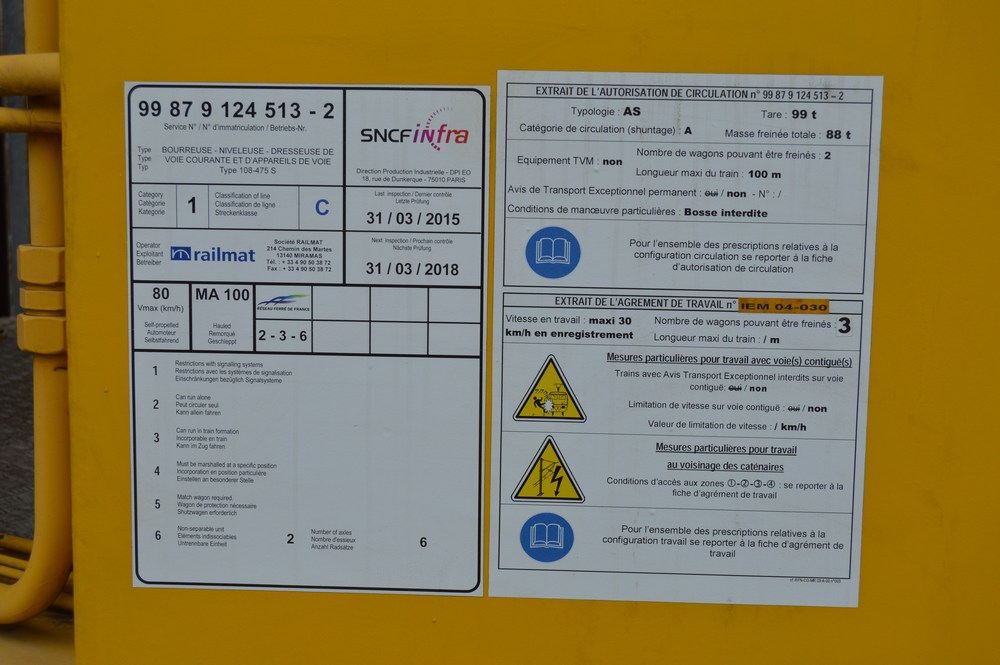 99 87 9 124 513 - 2
Service N° / N° d'immatriculation / Betriebs-Nr.
Type
Type
Typ
BOURREUSE - NIVELEUSE - DRESSEUSE DE
VOIE COURANTE ET D'APPAREILS DE VOIE
Type 108-475 S
SNCF infra
Direction Production Industrielle - DPI EO
18, rue de Dunkerque - 75010 PARIS
Category
Catégorie
Kategorie
1
Classification of line
Classification de ligne
Streckenklasse
C
Last inspection / Dernier contrôle
Letzte Prüfung
31 / 03 / 2015
Operator
Exploitant
Betreiber
railmat
Société RAILMAT
214 Chemin des Martes
13140 MIRAMAS
Tél. : + 33 4 90 50 38 72
Fax : + 33 4 90 50 38 72
Next inspection / Prochain contrôle
Nächste Prüfung
31 / 03 / 2018
80
Vmax (km/h)
Self-propelled
Automoteur
Selbstfahrend
MA 100
Hauled
Remorqué
Geschleppt
RÉSEAU FERRÉ DE FRANCE
2 - 3 - 6
1
Restrictions with signalling systems
Restrictions avec les systèmes de signalisation
Einschränkungen bezüglich Signalsysteme
2
Can run alone
Peut circuler seul
Kann allein fahren
3
Can run in train formation
Incorporable en train
Kann im Zug fahren
4
Must be marshalled at a specific position
Incorporation en position particulière
Einstellen an besonderer Stelle
5
Match wagon required
Wagon de protection nécessaire
Shutzwagen erforderlich
6
Non-separable unit
Eléments indissociables
Untrennbare Einheit
2
Number of axles
Nombre d'essieux
Anzahl Radsätze
6
EXTRAIT DE L'AUTORISATION DE CIRCULATION n° 99 87 9 124 513 – 2
Typologie : AS
Tare : 99 t
Catégorie de circulation (shuntage) : A
Masse freinée totale : 88 t
Equipement TVM : non
Nombre de wagons pouvant être freinés : 2
Longueur maxi du train : 100 m
Avis de Transport Exceptionnel permanent : oui / non - N° : /
Conditions de manœuvre particulières : Bosse interdite
Pour l'ensemble des prescriptions relatives à la
configuration circulation se reporter à la fiche
d'autorisation de circulation
EXTRAIT DE L'AGREMENT DE TRAVAIL n° IEM 04-030
Vitesse en travail : maxi 30
km/h en enregistrement
Nombre de wagons pouvant être freinés : 3
Longueur maxi du train : / m
Mesures particulières pour travail avec voie(s) contiguë(s)
Trains avec Avis Transport Exceptionnel interdits sur voie
contiguë: oui / non
Limitation de vitesse sur voie contiguë : oui / non
Valeur de limitation de vitesse : / km/h
Mesures particulières pour travail
au voisinage des caténaires
Conditions d'accès aux zones ①-②-③-④ : se reporter à la
fiche d'agrément de travail
Pour l'ensemble des prescriptions relatives à la
configuration travail se reporter à la fiche d'agrément de
travail